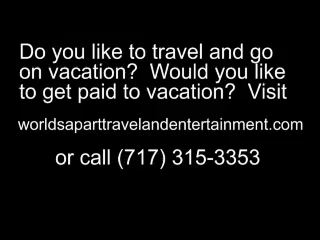 Do you like to travel and go
on vacation?  Would you like
to get paid to vacation?  Visit
worldsaparttravelandentertainment.com
or call (717) 315-3353